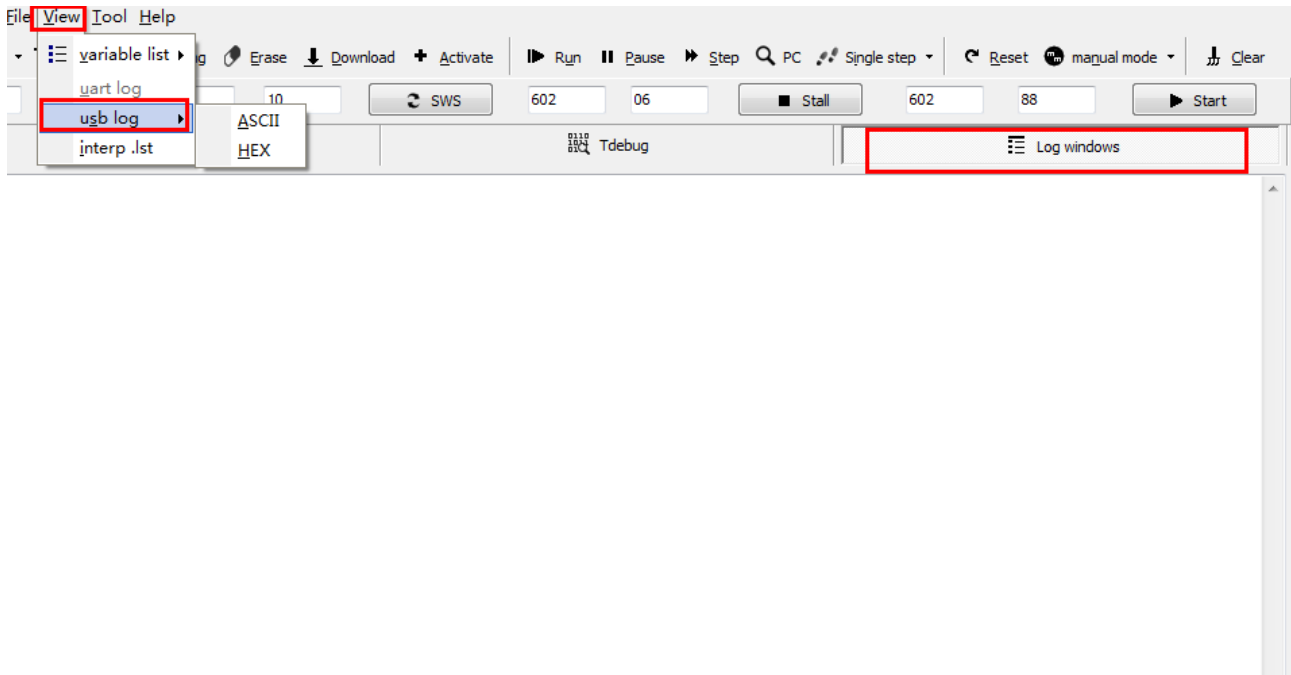 File View Tool Help
variable list Erase Download Activate Run Pause Step PC Single step Reset manual mode Clear
uart log
10 SWS 602 06 Stall 602 88 Start
usb log ASCII
interp .lst HEX
Tdebug Log windows